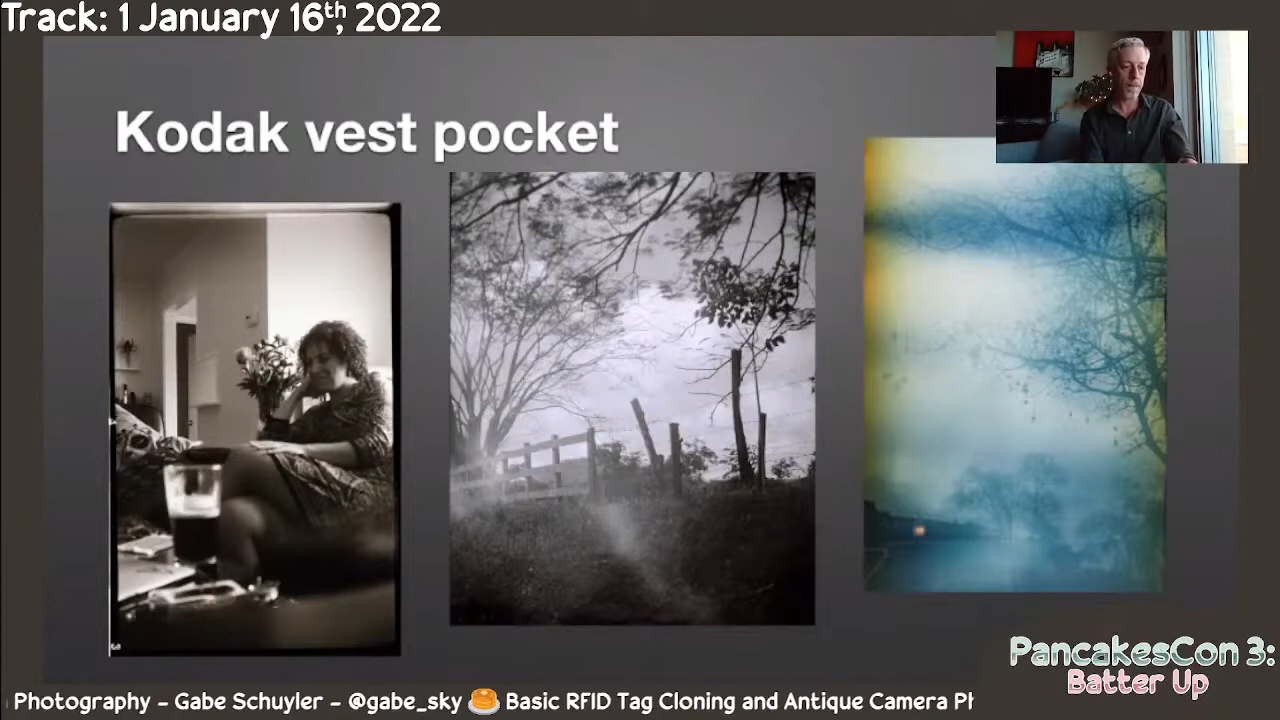 Track: 1 January 16th, 2022
Kodak vest pocket
PancakesCon 3:
Batter Up
Photography - Gabe Schuyler - @gabe_sky 🥞 Basic RFID Tag Cloning and Antique Camera Ph